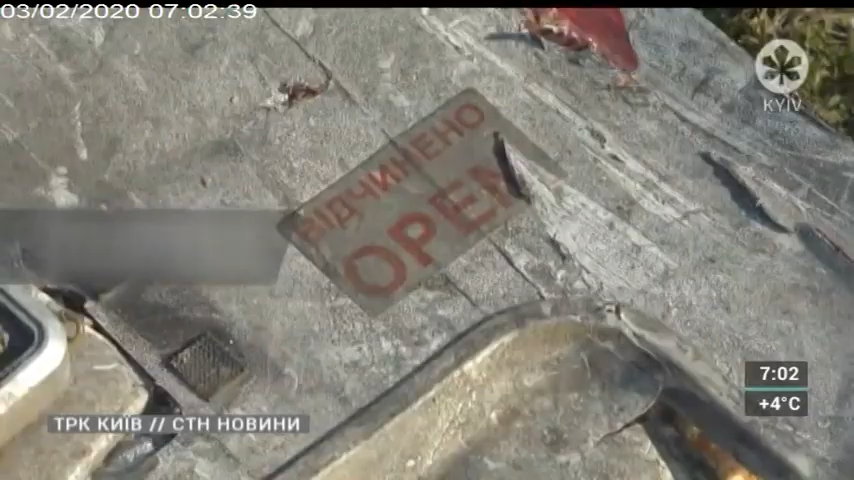 03/02/2020 07:02:39
KYIV
ВІДЧИНЕНО
OPEN
7:02
+4°C
ТРК КИЇВ // СТН НОВИНИ